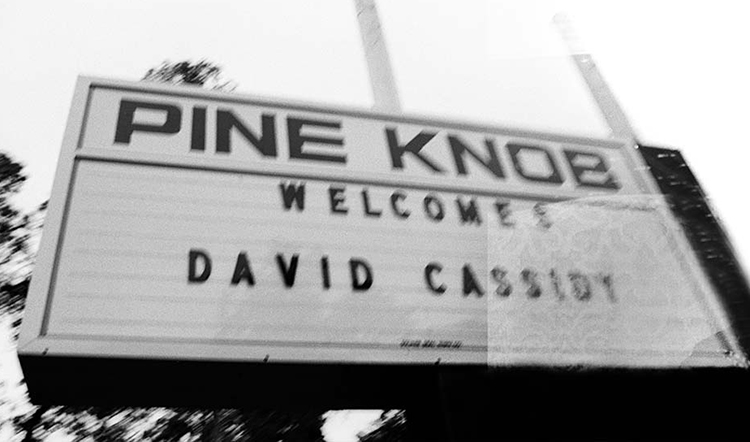 PINE KNOB
WELCOMES
DAVID CASSIDY